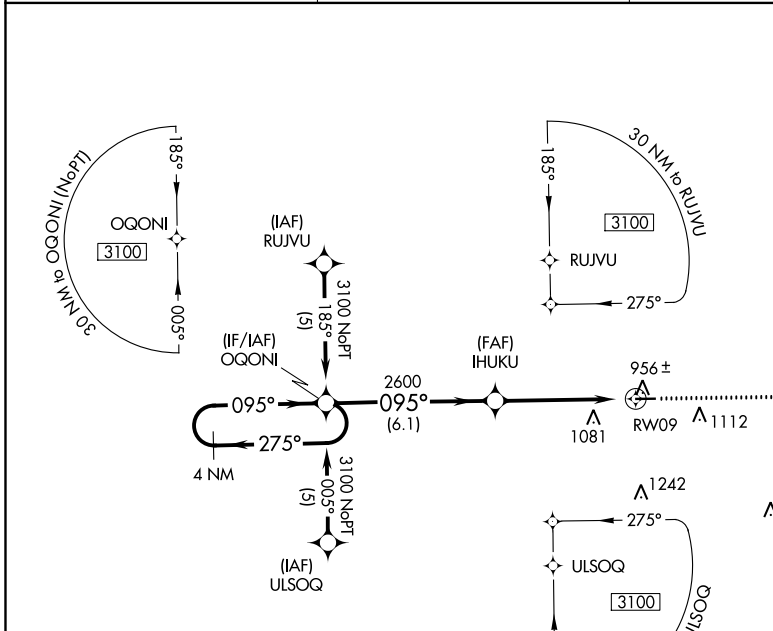 185°
OQONI
3100
30 NM to OQONI (NoPT)
005°
(IAF)
RUJVU
3100 NoPT
185°
(5)
185°
30 NM to RUJVU
3100
RUJVU
275°
(IF/IAF)
OQONI
(FAF)
IHUKU
2600
095°
(6.1)
095°
275°
4 NM
956±
RW09
1081
1112
3100 NoPT
005°
(5)
(IAF)
ULSOQ
1242
275°
ULSOQ
3100